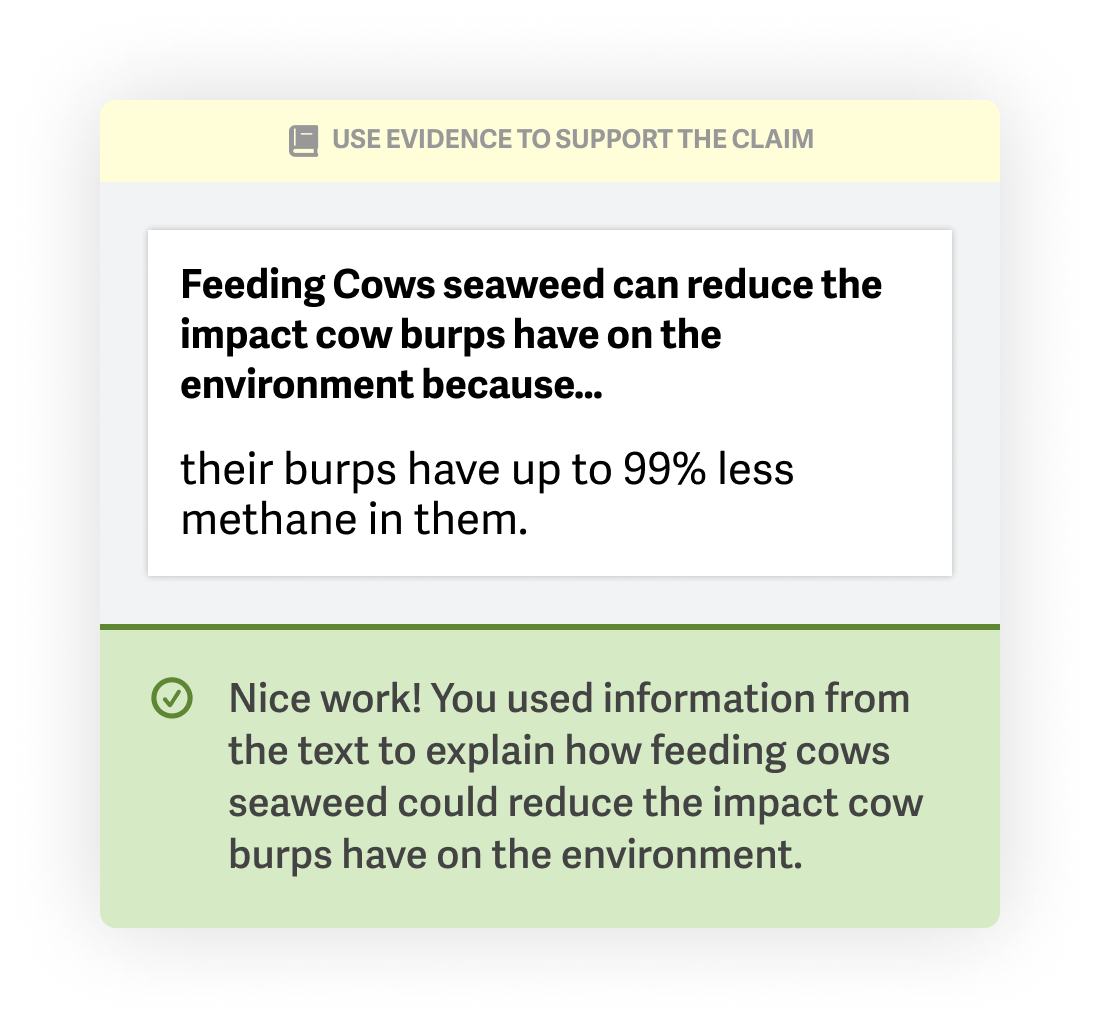 USE EVIDENCE TO SUPPORT THE CLAIM
Feeding Cows seaweed can reduce the
impact cow burps have on the
environment because...
their burps have up to 99% less
methane in them.
Nice work! You used information from
the text to explain how feeding cows
seaweed could reduce the impact cow
burps have on the environment.